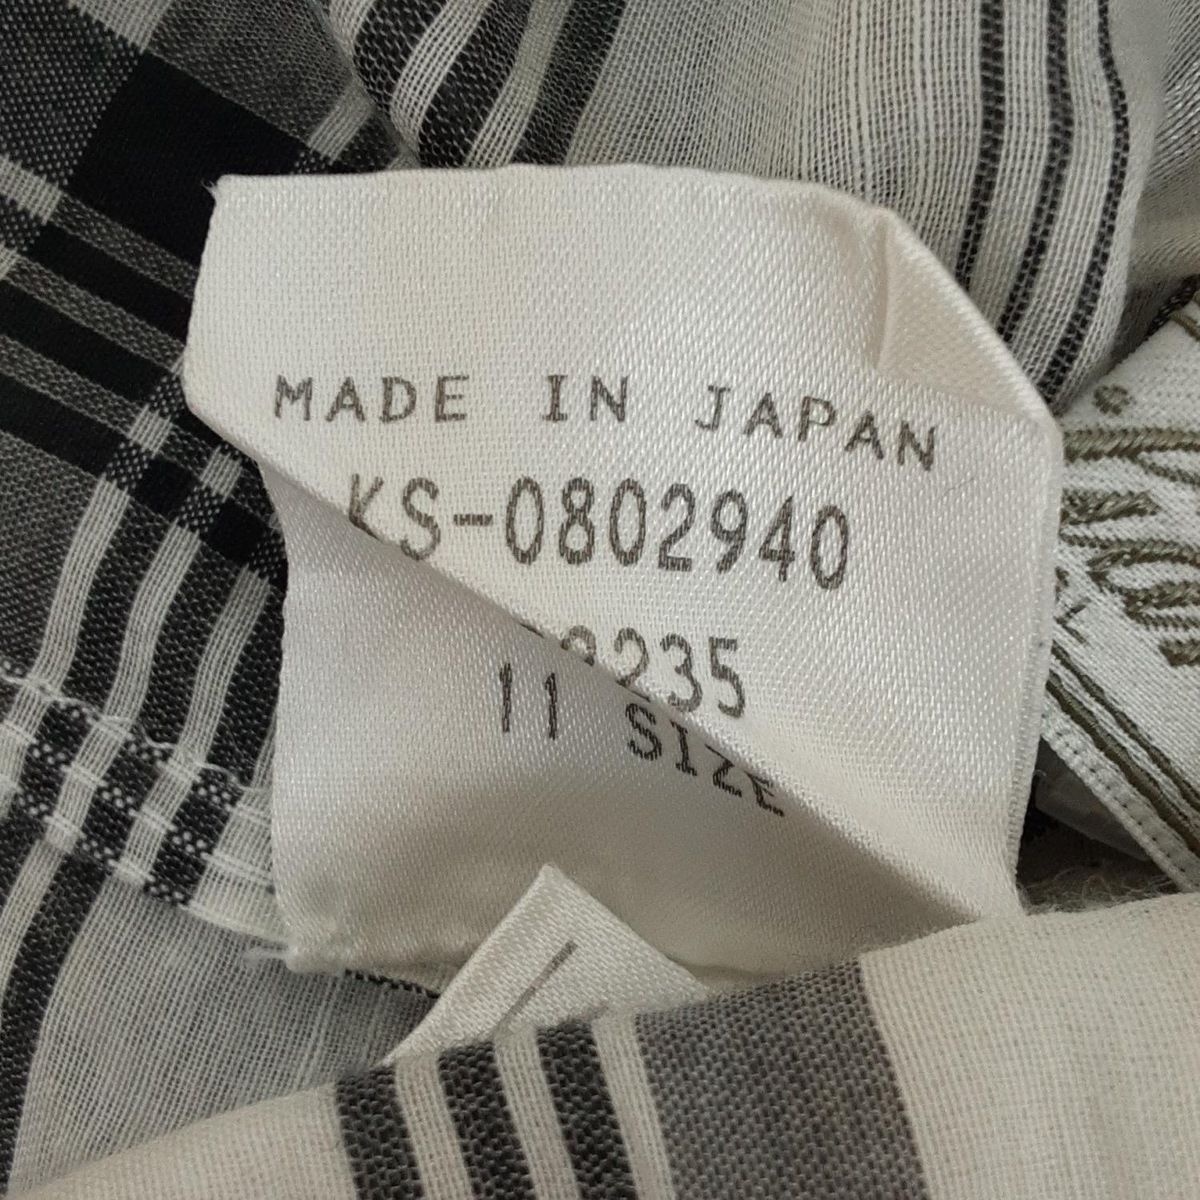 MADE IN JAPAN
KS-0802940
11 SIZE